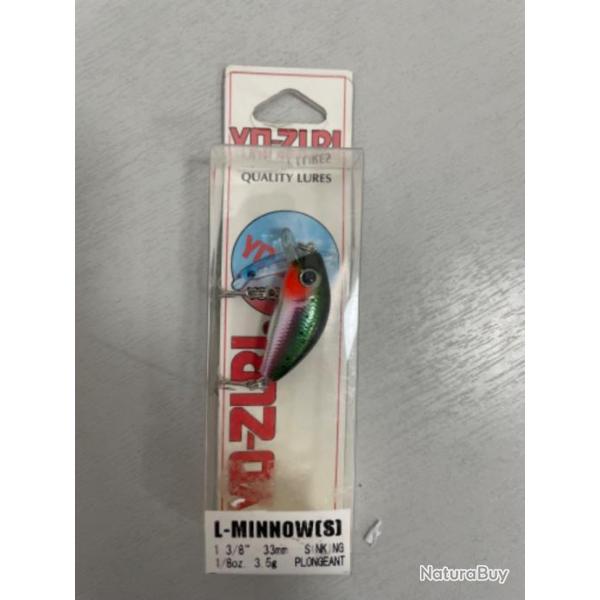 YO-ZURI
QUALITY LURES
YO-ZURI
L-MINNOW(S)
1 3/8" 33mm SINKING
1/8oz. 3.5g PLONGEANT
NaturaBuy